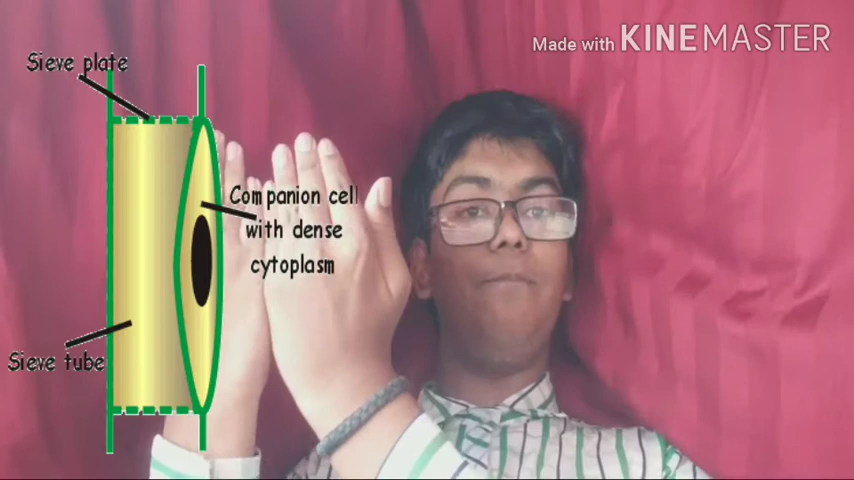 Made with KINEMASTER
Sieve plate
Companion cell
with dense
cytoplasm
Sieve tube